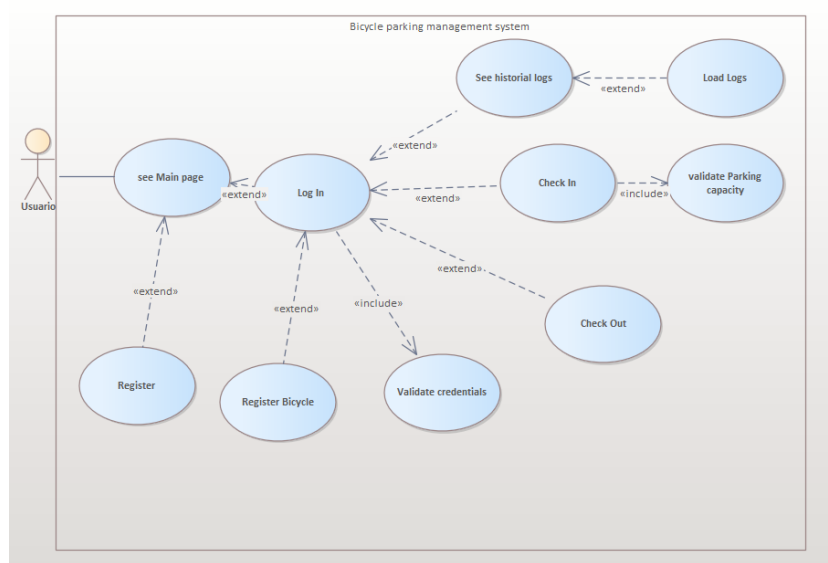 Bicycle parking management system
See historial logs
«extend»
Load Logs
«extend»
see Main page
«extend»
Log In
«extend»
Check In
«include»
validate Parking
capacity
Usuario
«extend»
«extend»
«extend»
«include»
Check Out
Register
Register Bicycle
Validate credentials